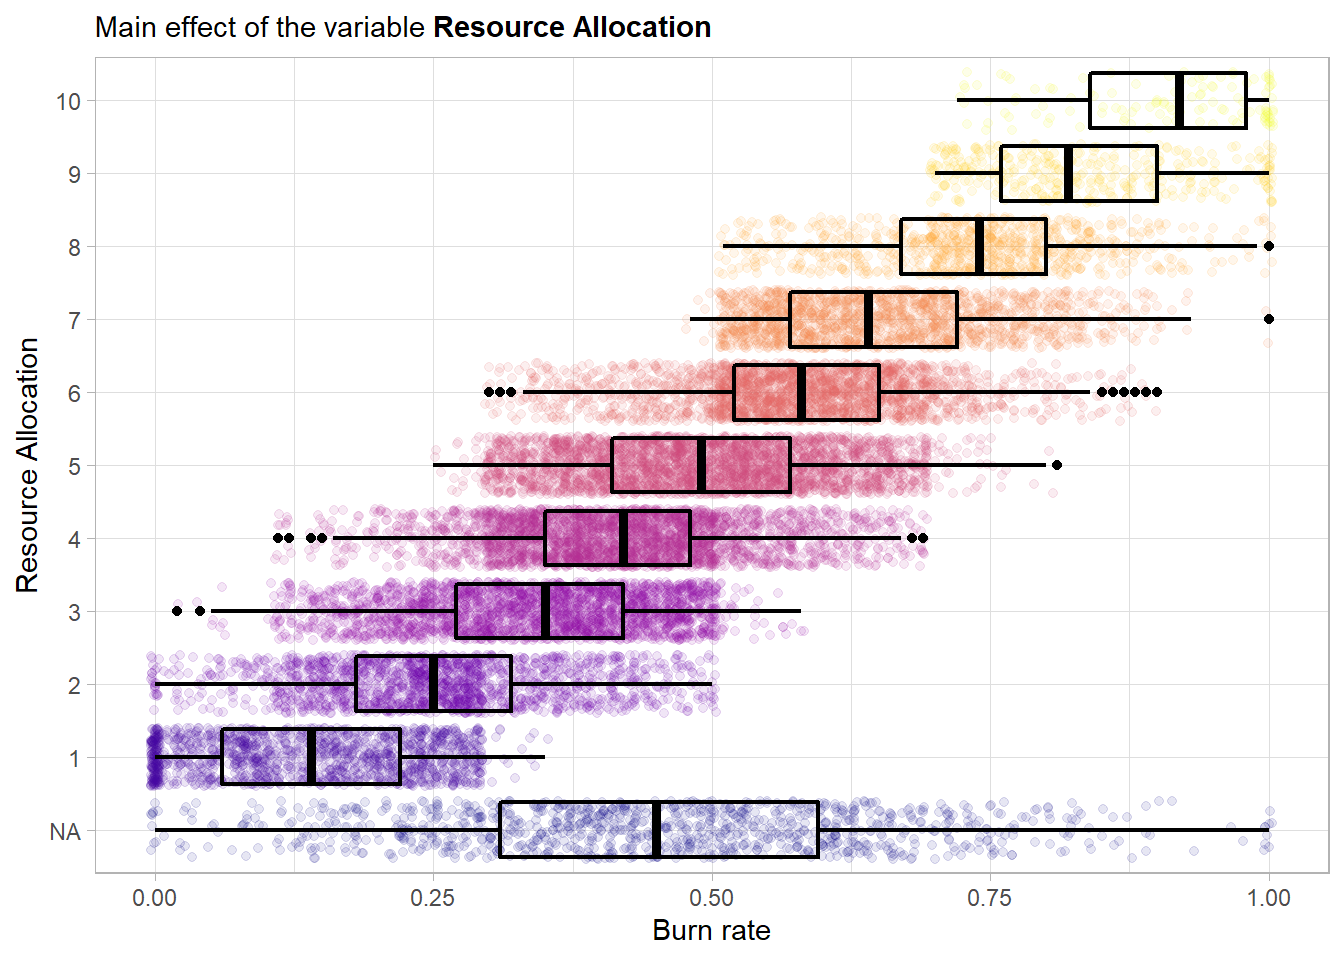 Main effect of the variable Resource Allocation
Resource Allocation
10
9
8
7
6
5
4
3
2
1
NA
0.00 0.25 0.50 0.75 1.00
Burn rate